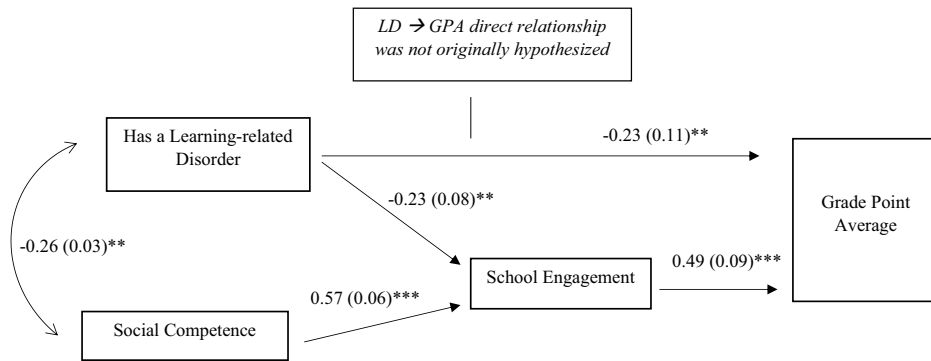 LD → GPA direct relationship
was not originally hypothesized
Has a Learning-related
Disorder
-0.23 (0.11)**
Grade Point
Average
-0.23 (0.08)**
-0.26 (0.03)**
School Engagement
0.49 (0.09)***
0.57 (0.06)***
Social Competence